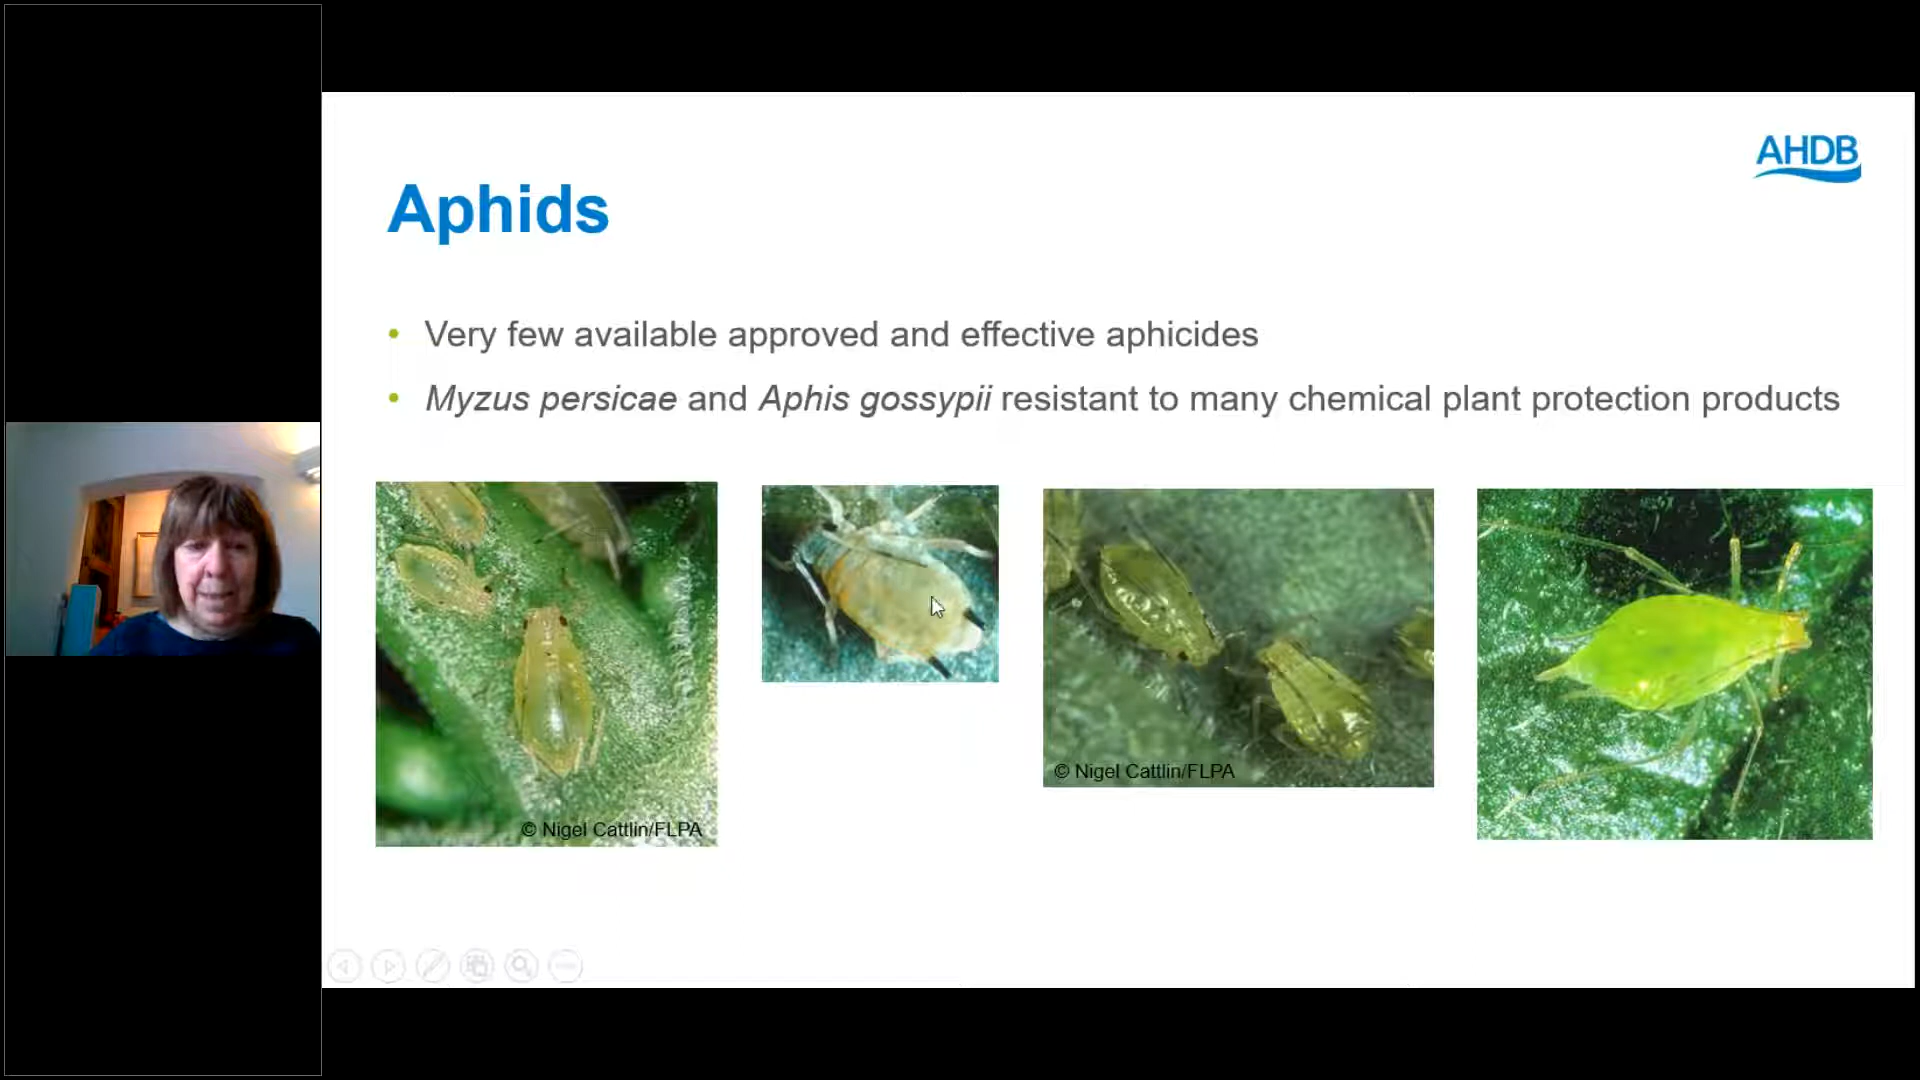 AHDB
Aphids
• Very few available approved and effective aphicides
• Myzus persicae and Aphis gossypii resistant to many chemical plant protection products
© Nigel Cattlin/FLPA
© Nigel Cattlin/FLPA